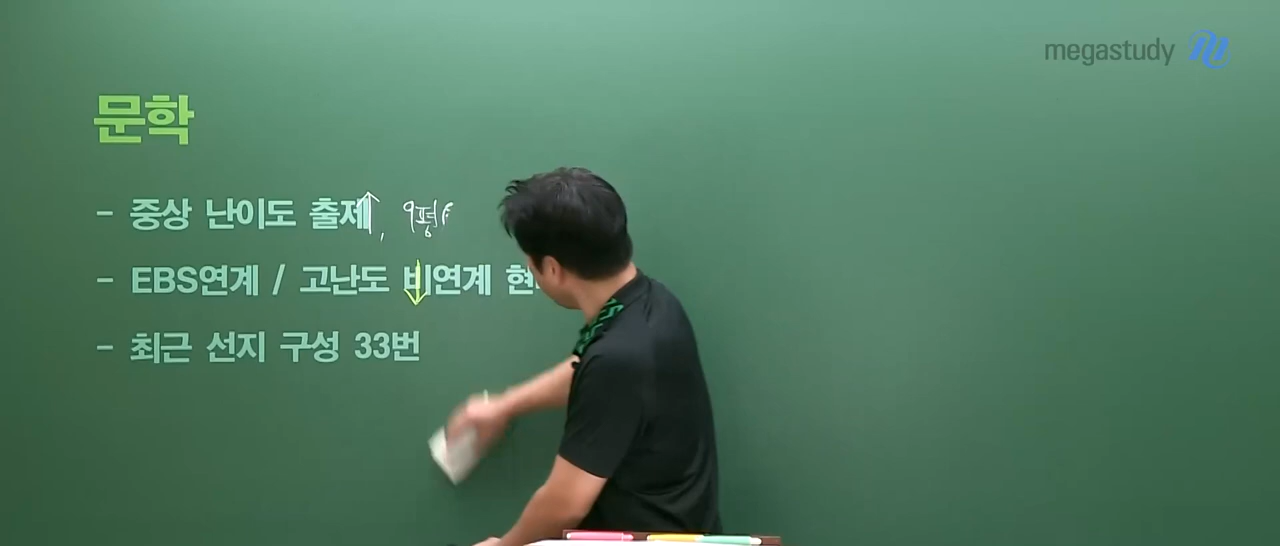 megastudy
문학
- 중상 난이도 출제 , 9평
- EBS연계 / 고난도 비연계
- 최근 선지 구성 33번